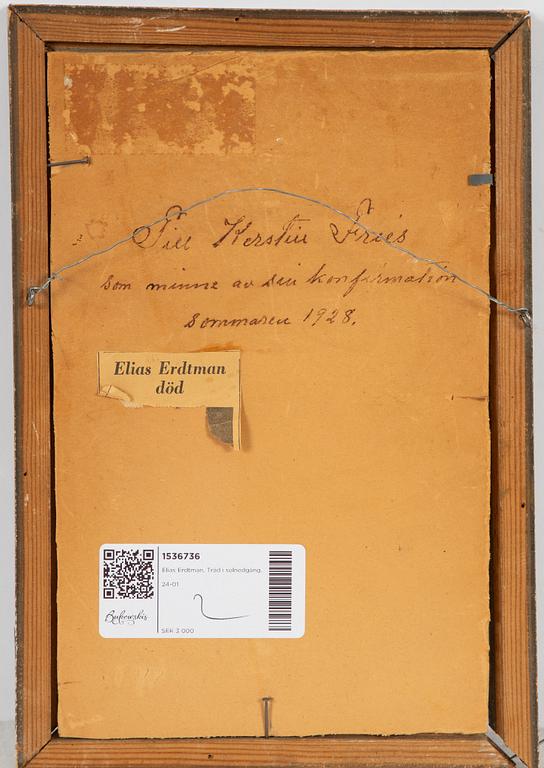 Till Kerstin Fries
som minne av sin konfirmation
sommaren 1928.
Elias Erdtman
död
1536736
Elias Erdtman, Träd i solnedgång.
24-01
Bukowskis
SEK 3 000